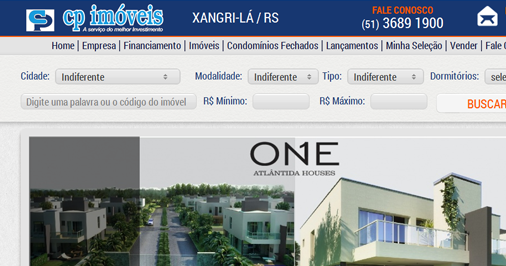 cp imóveis
A serviço do melhor Investimento
XANGRI-LÁ / RS
FALE CONOSCO
(51) 3689 1900
Home | Empresa | Financiamento | Imóveis | Condomínios Fechados | Lançamentos | Minha Seleção | Vender | Fale
Cidade: Indiferente Modalidade: Indiferente Tipo: Indiferente Dormitórios: sele
Digite uma palavra ou o código do imóvel R$ Mínimo: R$ Máximo: BUSCAR
ONE
ATLÂNTIDA HOUSES